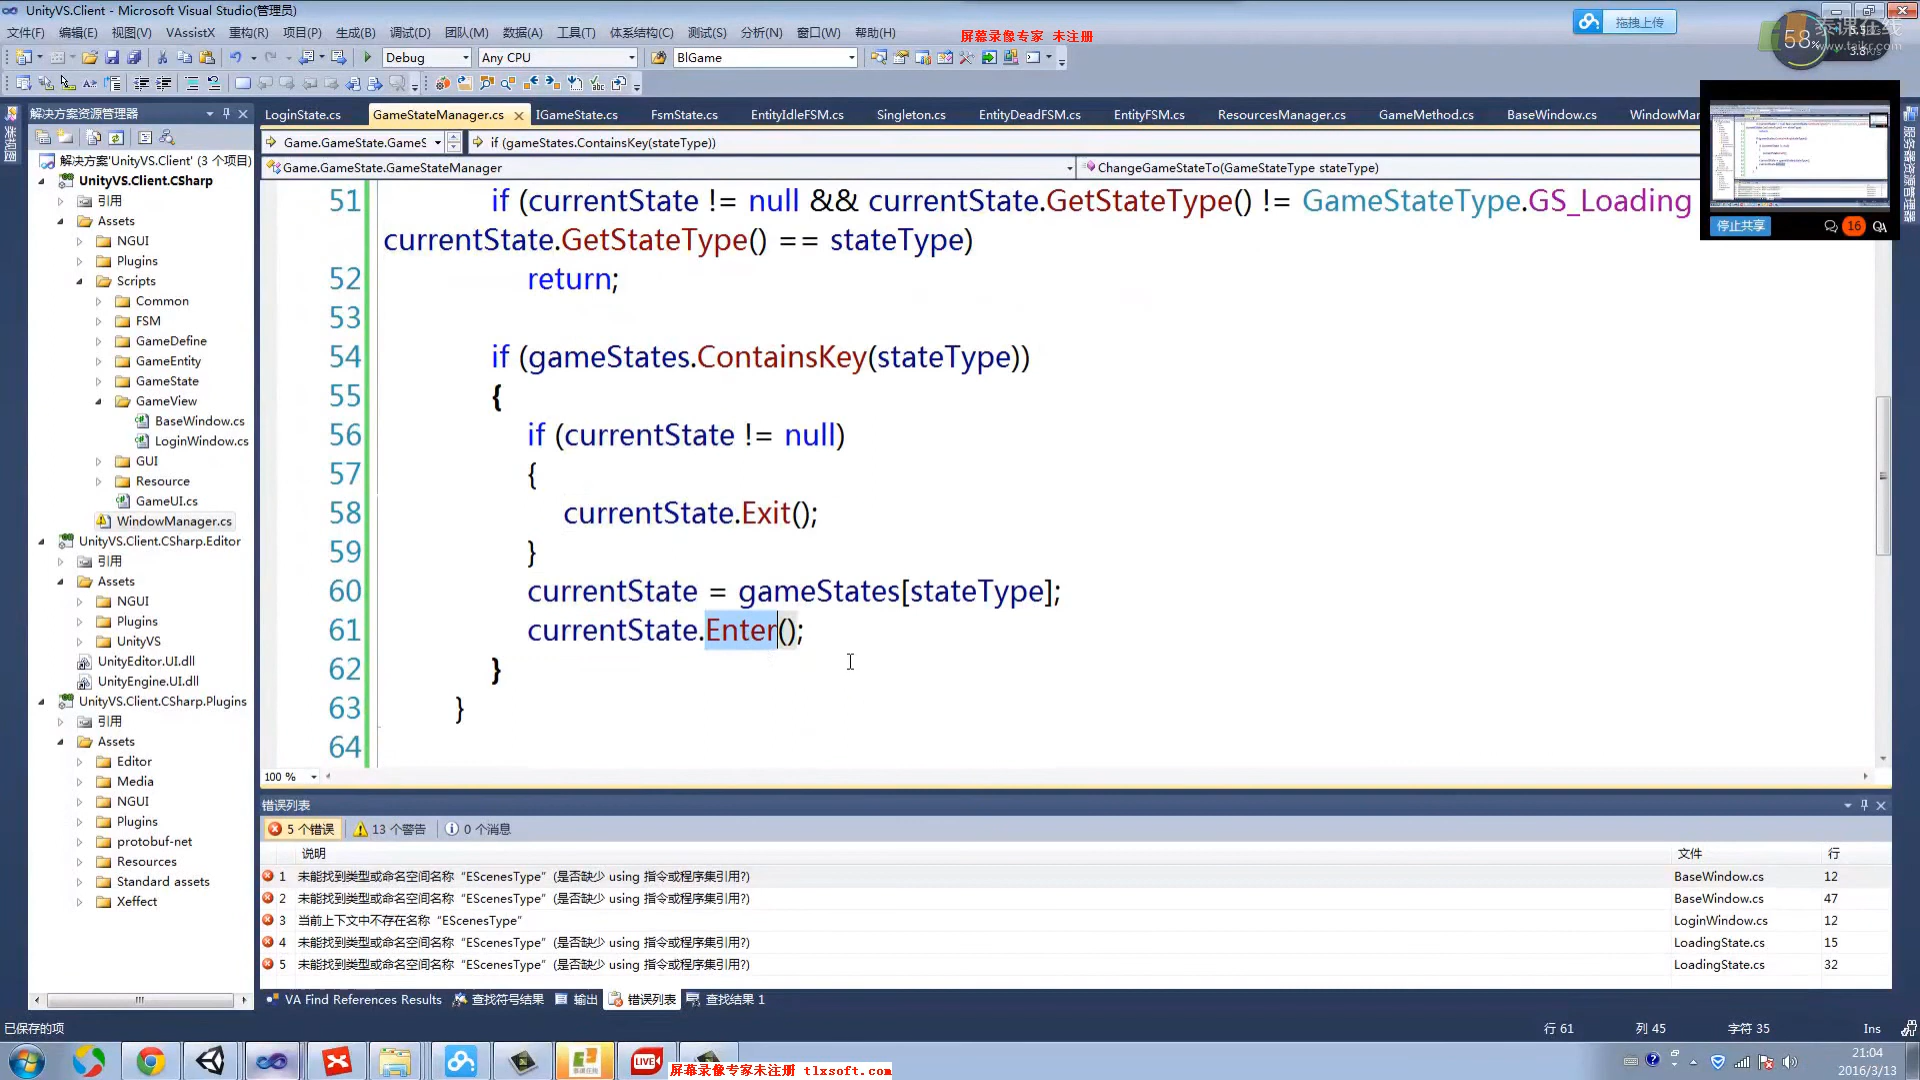 UnityVS.Client - Microsoft Visual Studio(管理员)
文件(F) 编辑(E) 视图(V) VAssistX 重构(R) 项目(P) 生成(B) 调试(D) 团队(M) 数据(A) 工具(T) 体系结构(C) 测试(S) 分析(N) 窗口(W) 帮助(H)
屏幕录像专家 未注册
拖拽上传
58%
泰课在线
www.taikr.com
Debug Any CPU BlGame
解决方案资源管理器
LoginState.cs GameStateManager.cs IGameState.cs FsmState.cs EntityIdleFSM.cs Singleton.cs EntityDeadFSM.cs EntityFSM.cs ResourcesManager.cs GameMethod.cs BaseWindow.cs WindowMar
Game.GameState.GameS if (gameStates.ContainsKey(stateType))
Game.GameState.GameStateManager ChangeGameStateTo(GameStateType stateType)
停止共享 16
解决方案'UnityVS.Client' (3 个项目)
UnityVS.Client.CSharp
引用
Assets
NGUI
Plugins
Scripts
Common
FSM
GameDefine
GameEntity
GameState
GameView
BaseWindow.cs
LoginWindow.cs
GUI
Resource
GameUI.cs
WindowManager.cs
UnityVS.Client.CSharp.Editor
引用
Assets
NGUI
Plugins
UnityVS
UnityEditor.UI.dll
UnityEngine.UI.dll
UnityVS.Client.CSharp.Plugins
引用
Assets
Editor
Media
NGUI
Plugins
protobuf-net
Resources
Standard assets
Xeffect
51 if (currentState != null && currentState.GetStateType() != GameStateType.GS_Loading
currentState.GetStateType() == stateType)
52 return;
53
54 if (gameStates.ContainsKey(stateType))
55 {
56 if (currentState != null)
57 {
58 currentState.Exit();
59 }
60 currentState = gameStates[stateType];
61 currentState.Enter();
62 }
63 }
64
100 %
错误列表
5 个错误 13 个警告 0 个消息
说明 文件 行
1 未能找到类型或命名空间名称“EScenesType”(是否缺少 using 指令或程序集引用?) BaseWindow.cs 12
2 未能找到类型或命名空间名称“EScenesType”(是否缺少 using 指令或程序集引用?) BaseWindow.cs 47
3 当前上下文中不存在名称“EScenesType” LoginWindow.cs 12
4 未能找到类型或命名空间名称“EScenesType”(是否缺少 using 指令或程序集引用?) LoadingState.cs 15
5 未能找到类型或命名空间名称“EScenesType”(是否缺少 using 指令或程序集引用?) LoadingState.cs 32
VA Find References Results 查找符号结果 输出 错误列表 查找结果 1
已保存的项 行 61 列 45 字符 35 Ins
LIVE
屏幕录像专家未注册 tlxsoft.com
21:04
2016/3/13